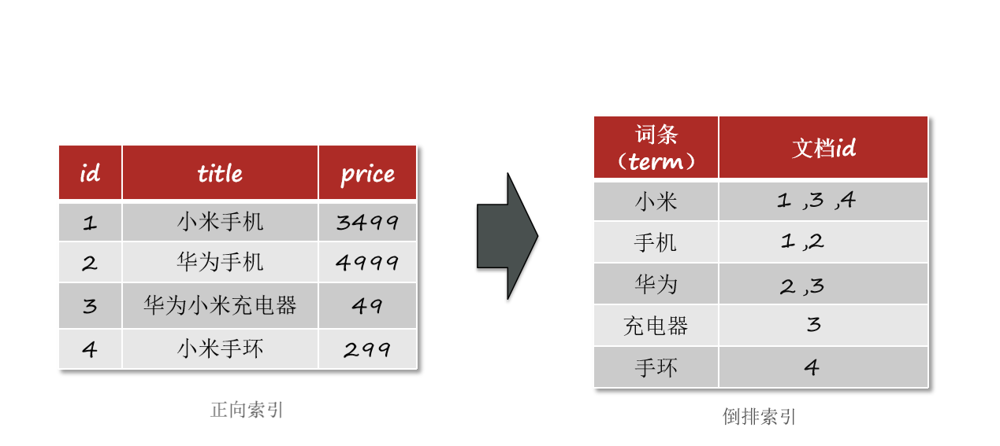 id title price
1 小米手机 3499
2 华为手机 4999
3 华为小米充电器 49
4 小米手环 299
正向索引
词条
（term）
文档id
小米 1 ,3 ,4
手机 1 ,2
华为 2 ,3
充电器 3
手环 4
倒排索引